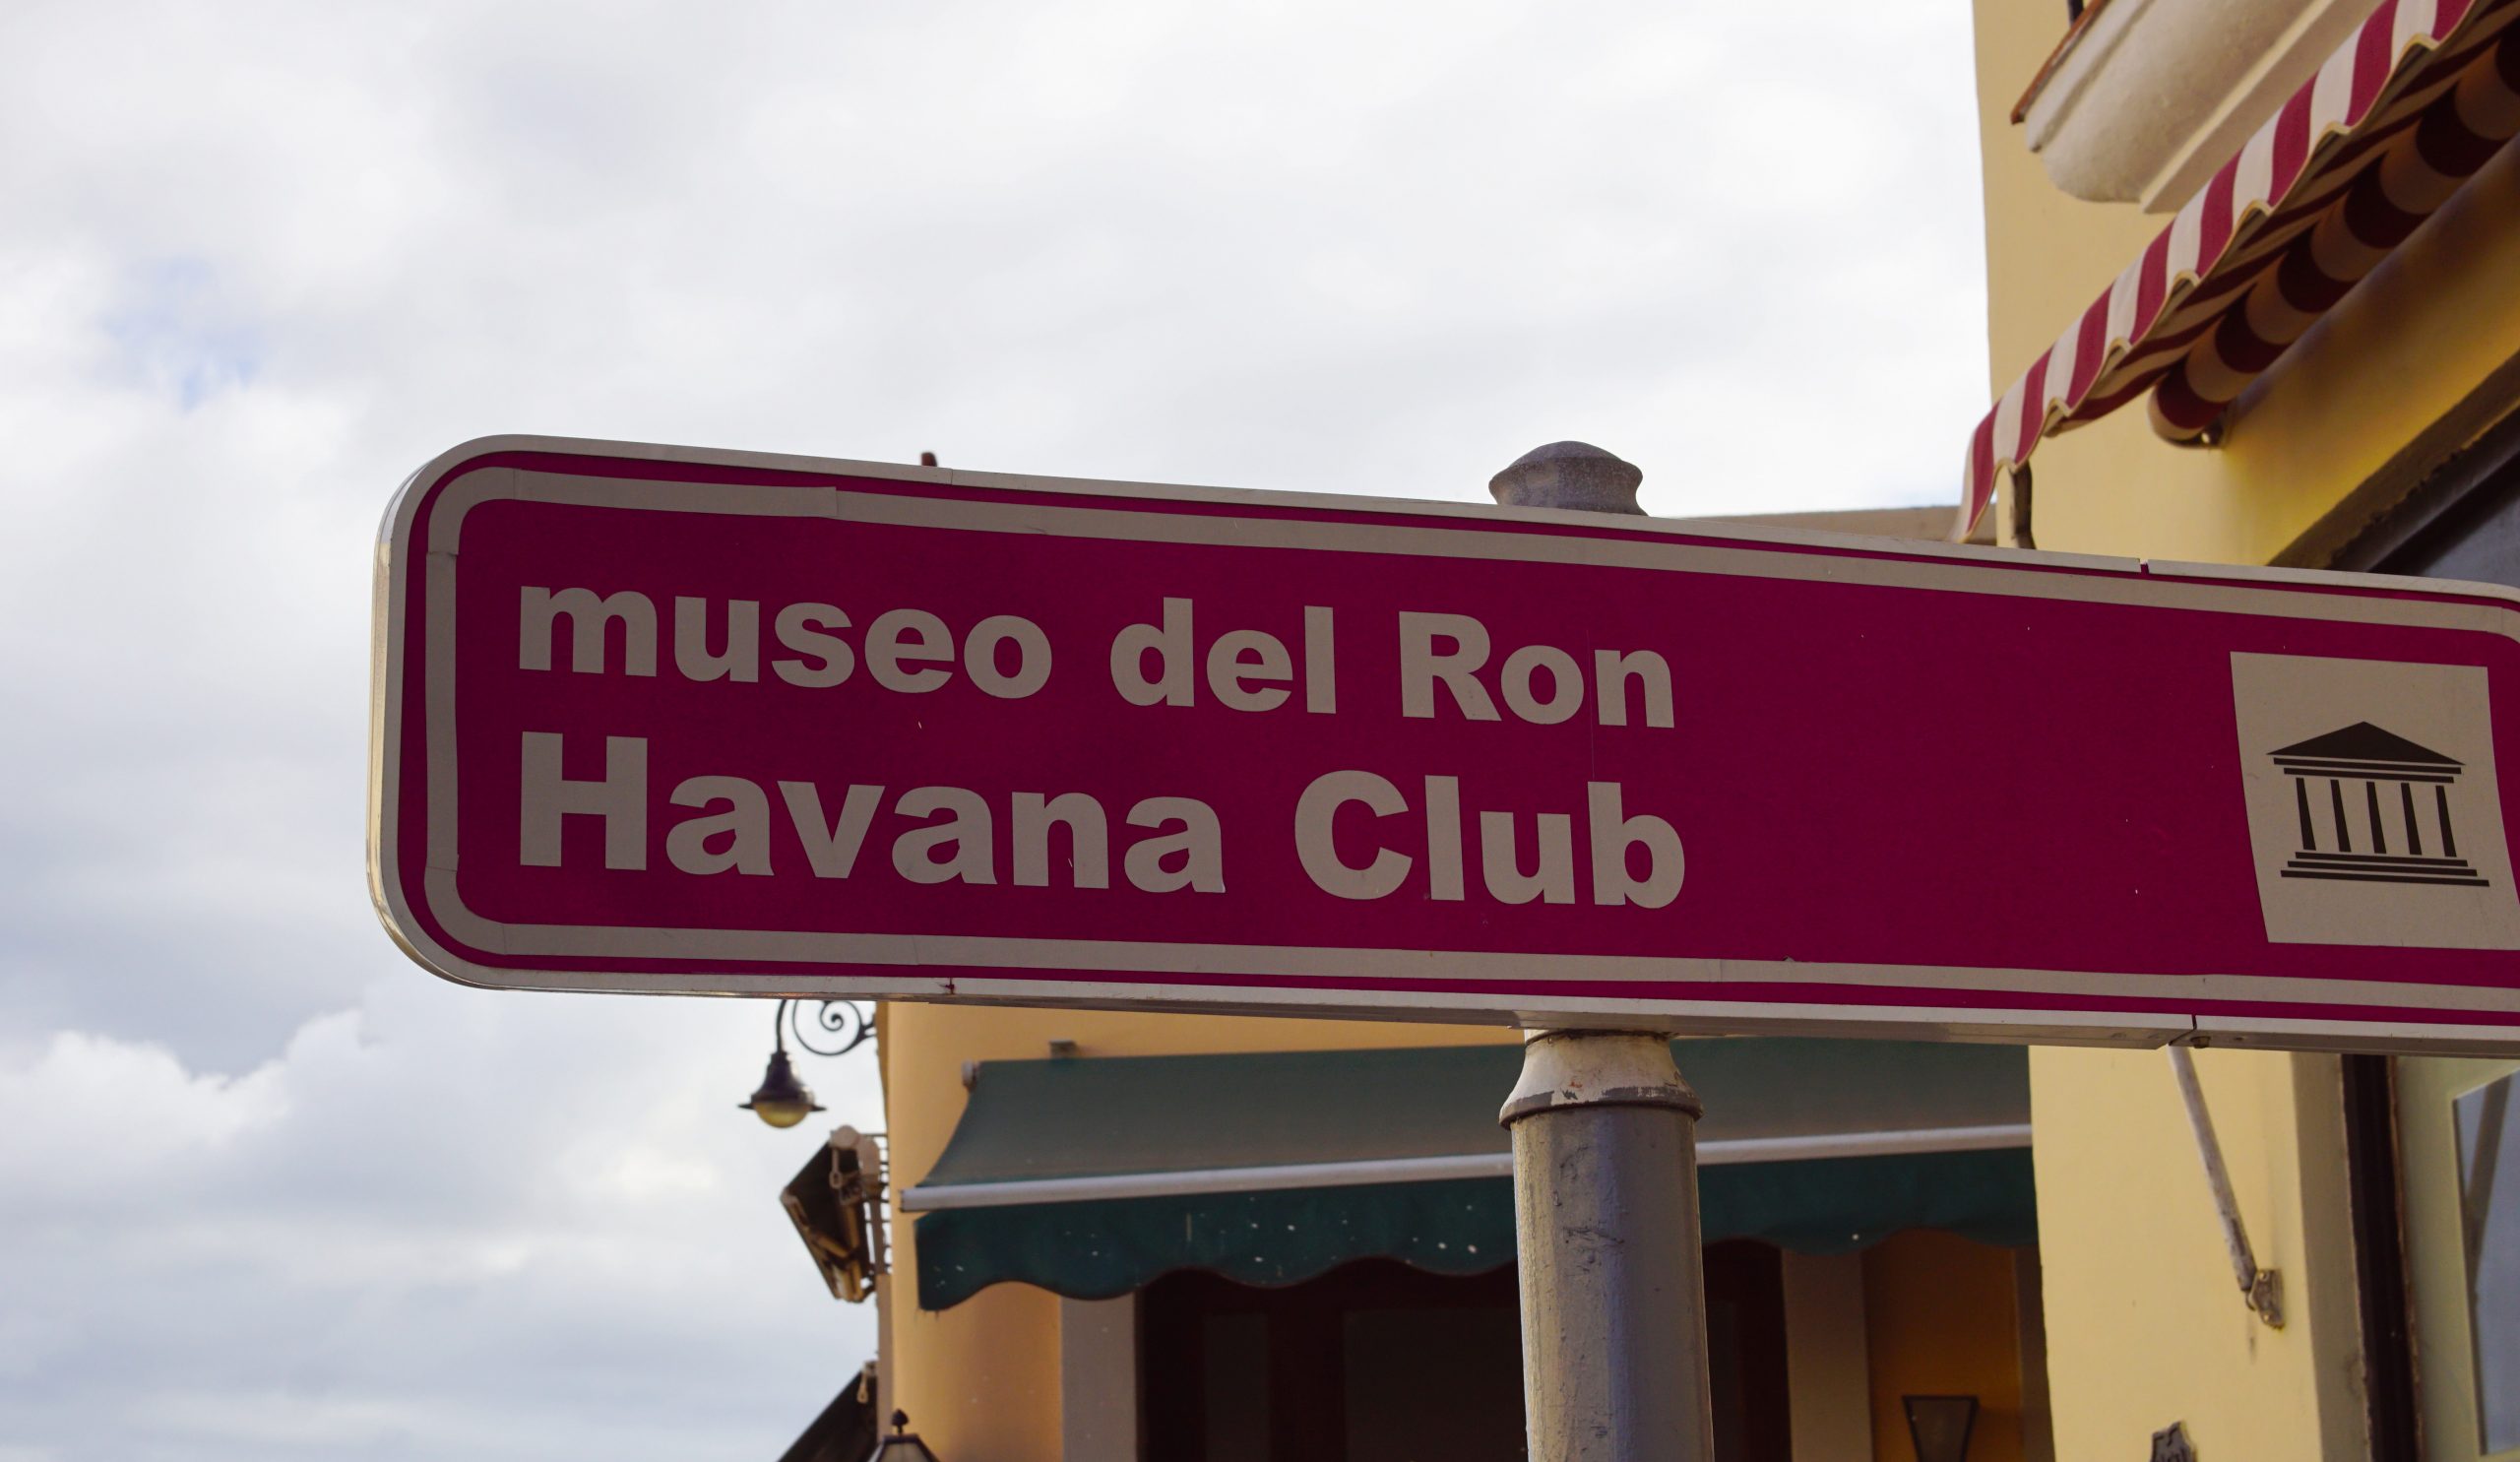 museo del Ron
Havana Club